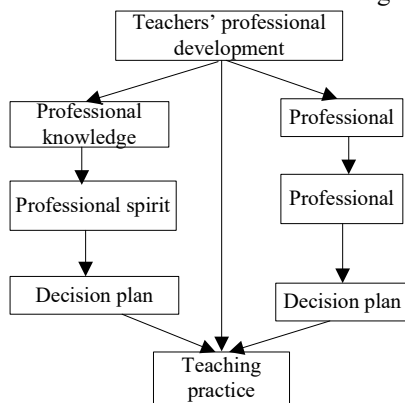 Teachers' professional
development
Professional
knowledge
Professional
Professional spirit
Professional
Decision plan
Decision plan
Teaching
practice